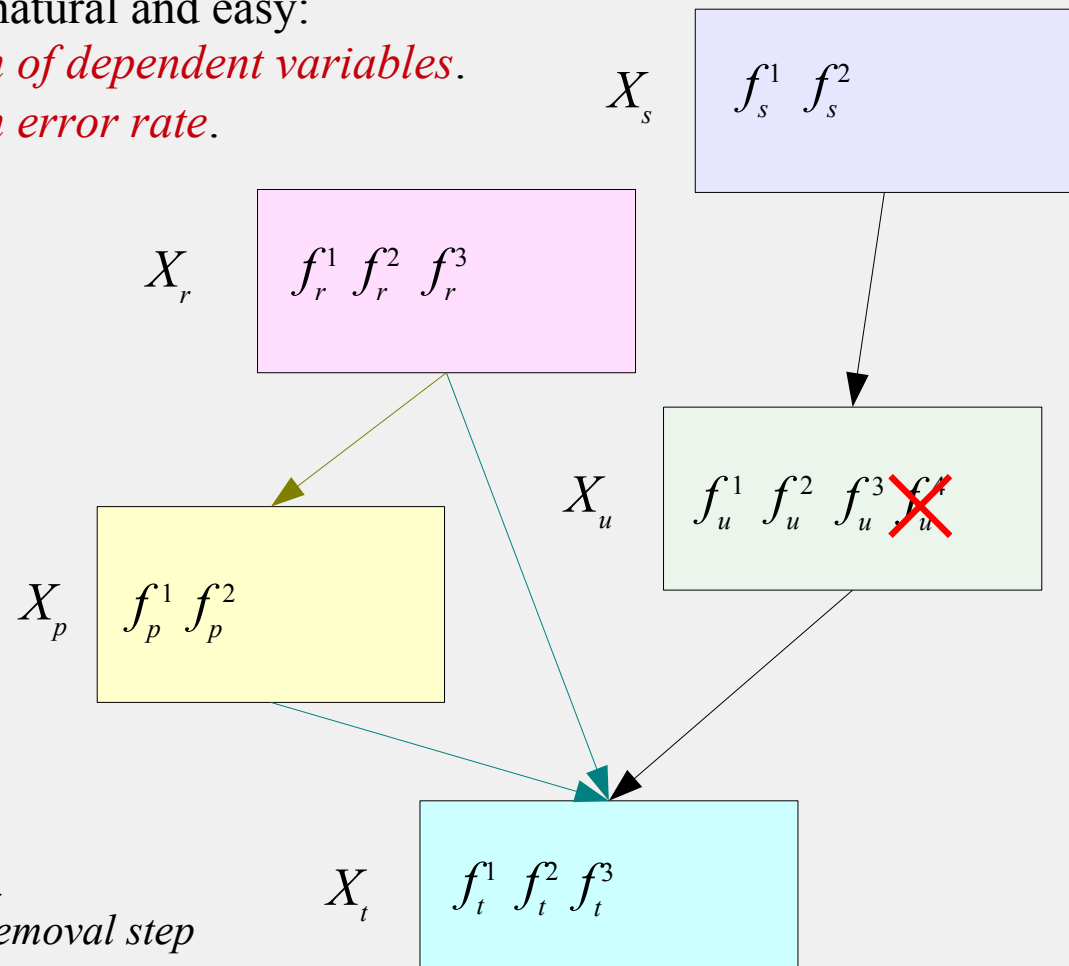 natural and easy:
n of dependent variables.
n error rate.
X_s f_s^1 f_s^2
X_r f_r^1 f_r^2 f_r^3
X_u f_u^1 f_u^2 f_u^3 f_u^4
X_p f_p^1 f_p^2
X_t f_t^1 f_t^2 f_t^3
emoval step